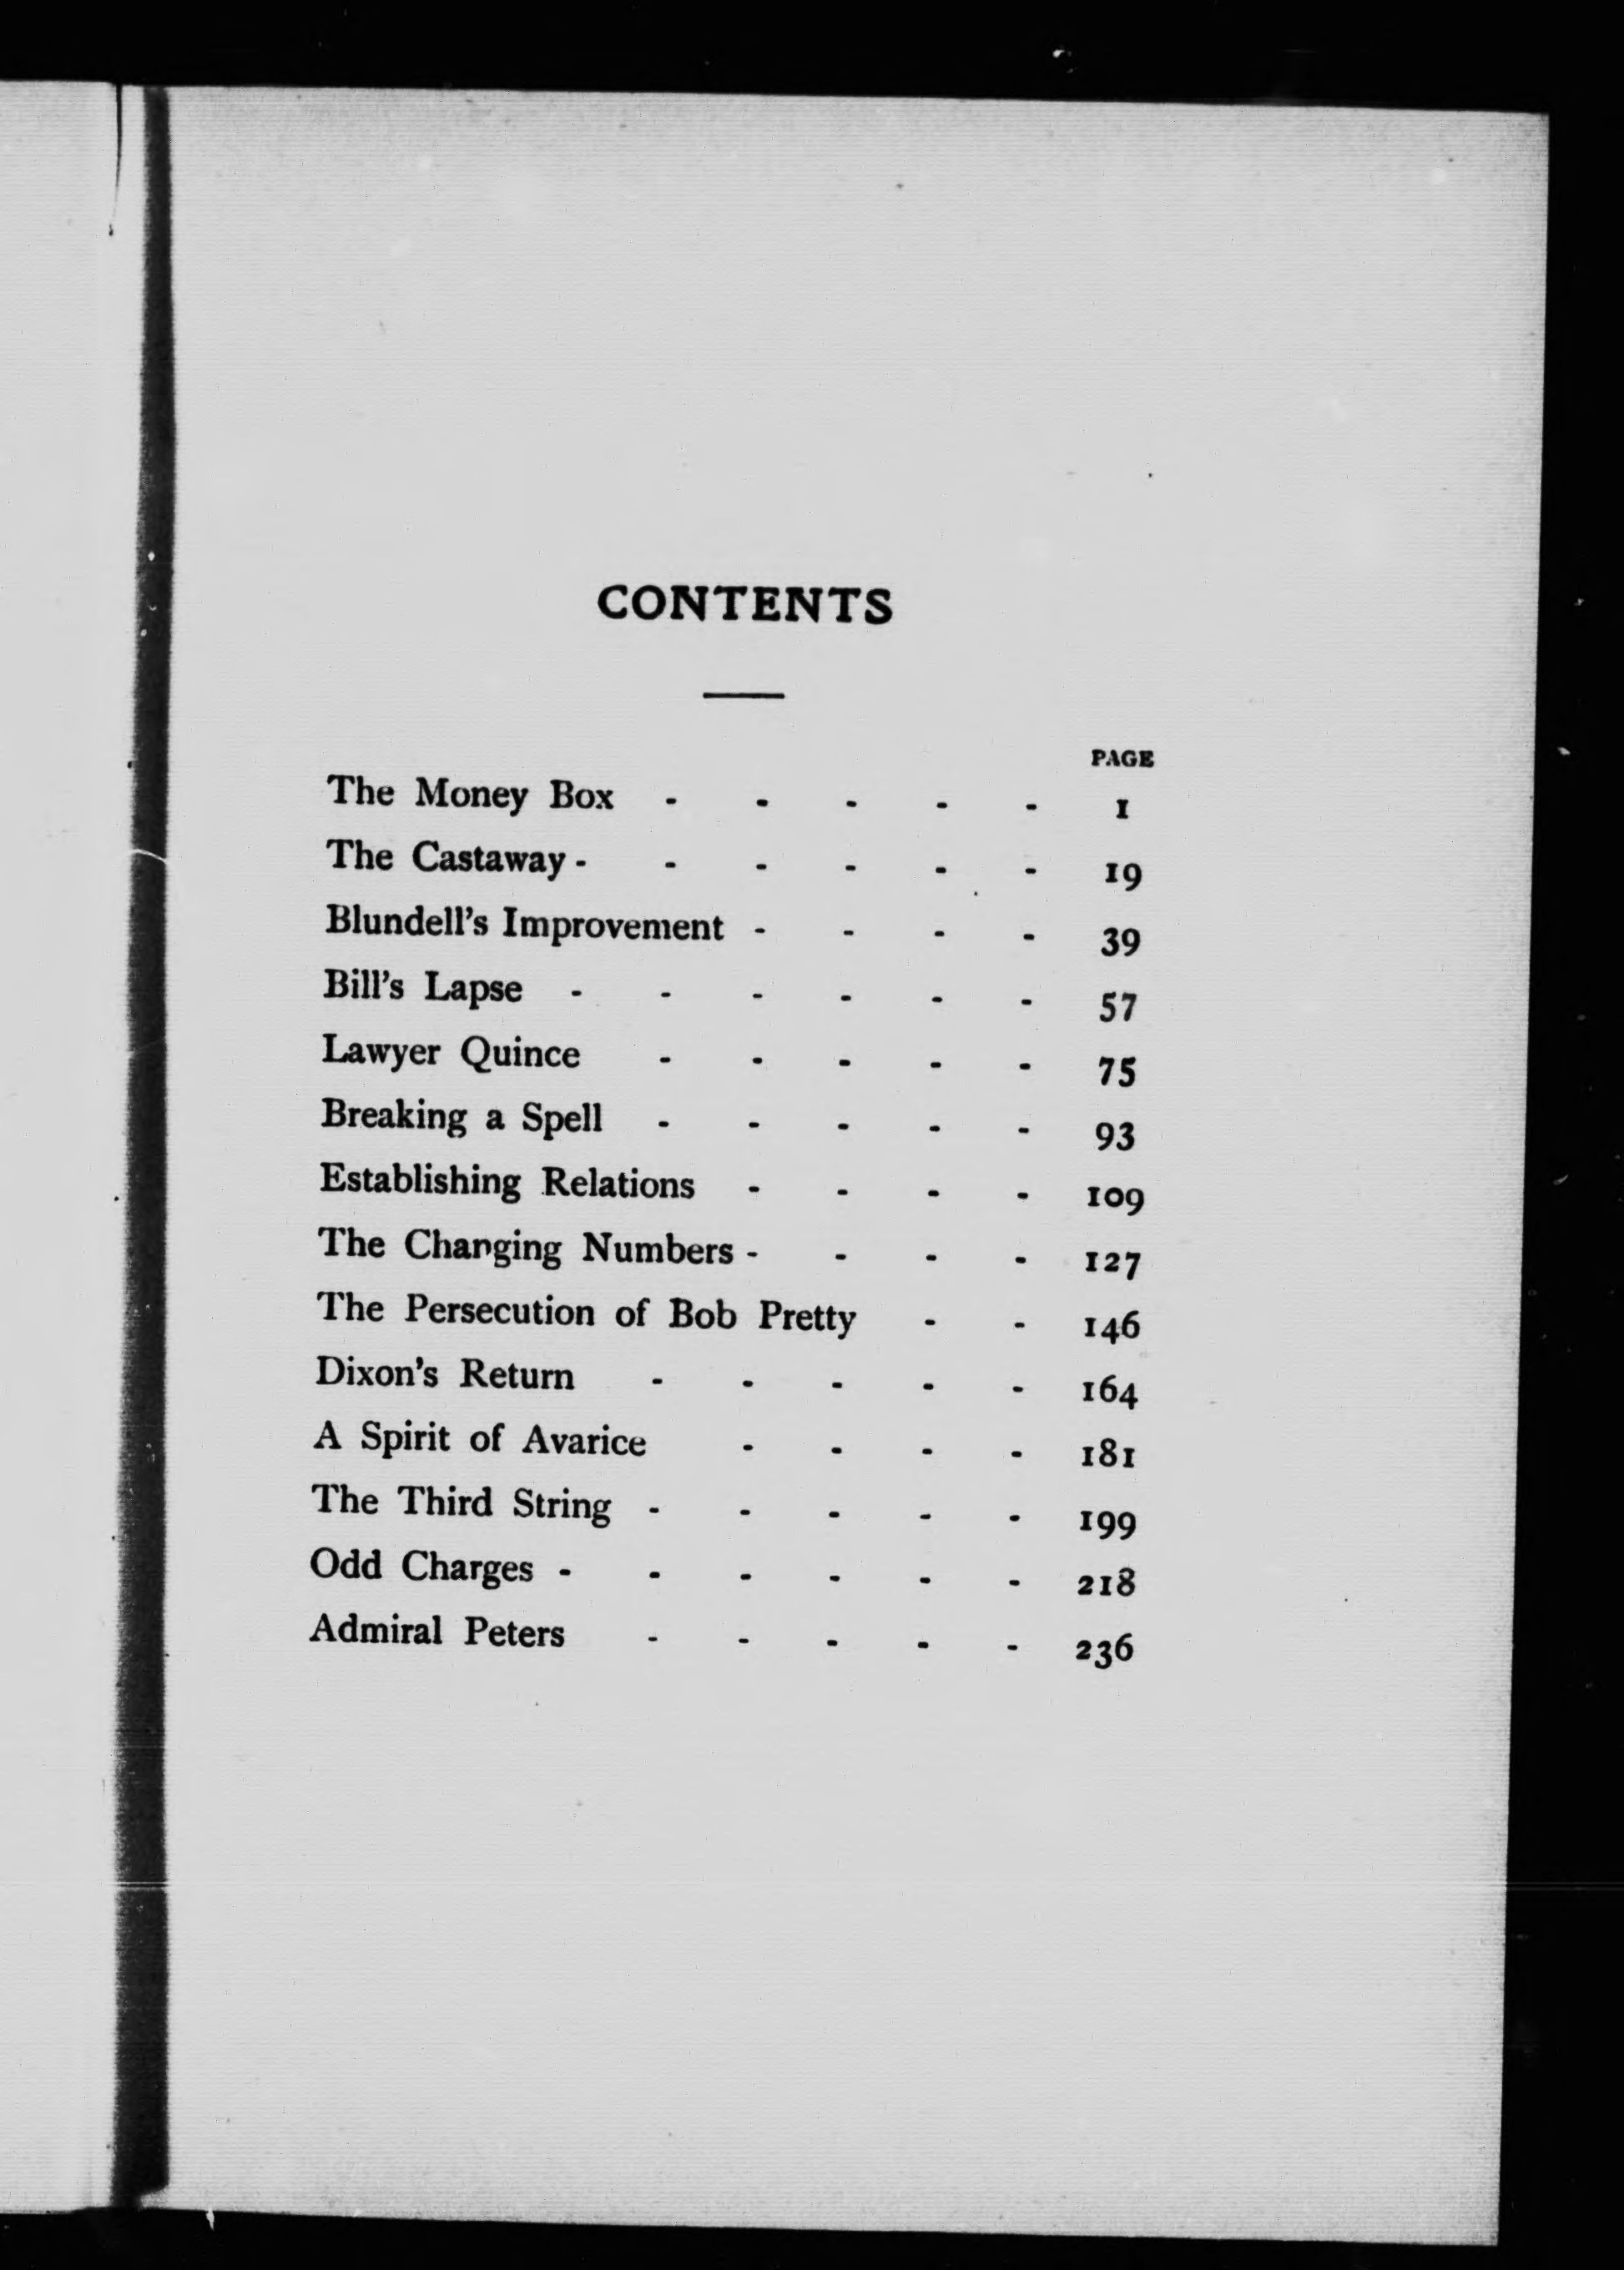 CONTENTS
PAGE
The Money Box - - - - - 1
The Castaway - - - - - - 19
Blundell's Improvement - - - - 39
Bill's Lapse - - - - - - 57
Lawyer Quince - - - - - 75
Breaking a Spell - - - - - 93
Establishing Relations - - - - 109
The Changing Numbers - - - - 127
The Persecution of Bob Pretty - - 146
Dixon's Return - - - - - 164
A Spirit of Avarice - - - - 181
The Third String - - - - - 199
Odd Charges - - - - - - 218
Admiral Peters - - - - - 236